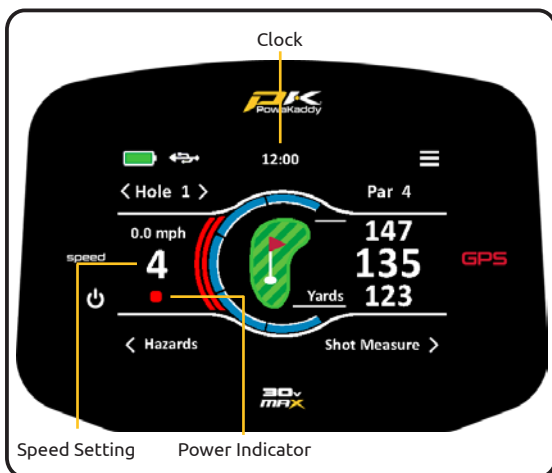 Clock
PK
PowaKaddy
12:00
< Hole 1 >
Par 4
0.0 mph
147
speed
4
135
GPS
Yards
123
< Hazards
Shot Measure >
30v
MAX
Speed Setting
Power Indicator